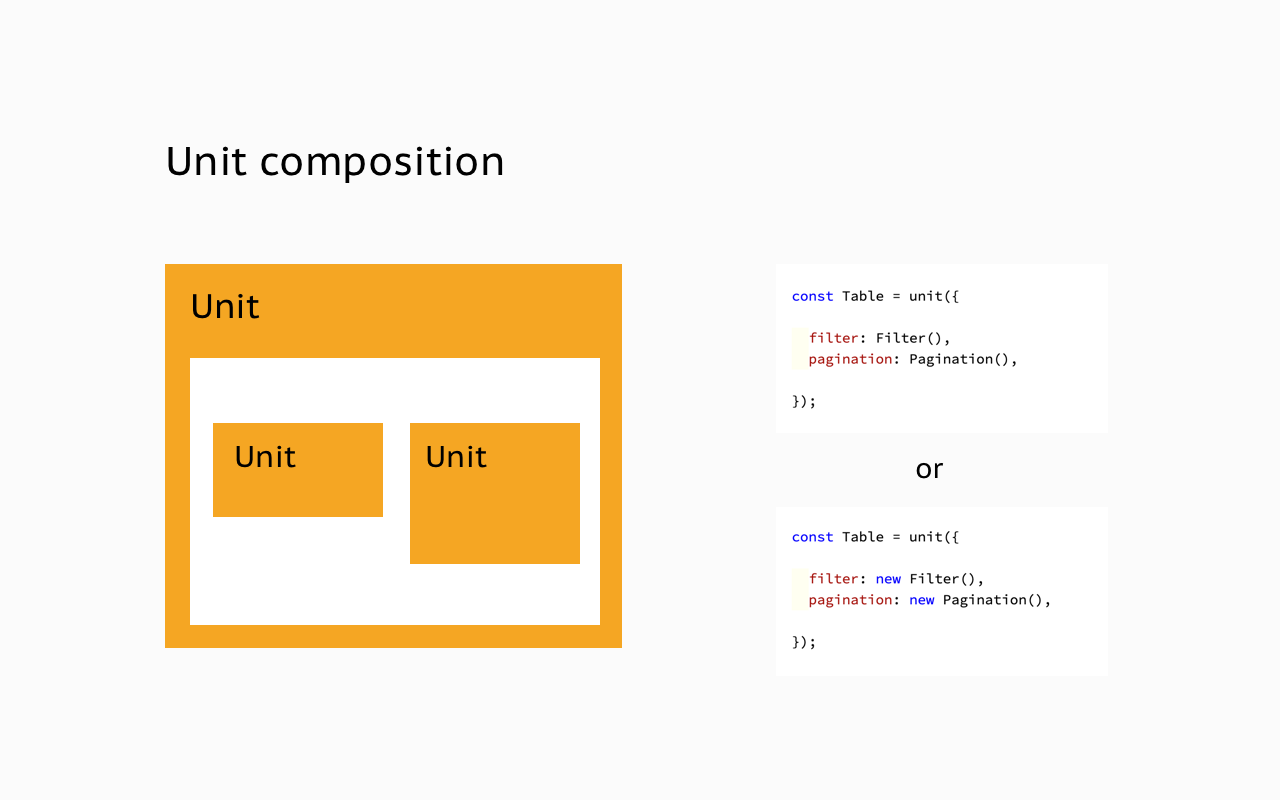 Unit composition
Unit
Unit
Unit
const Table = unit({
filter: Filter(),
pagination: Pagination(),
});
or
const Table = unit({
filter: new Filter(),
pagination: new Pagination(),
});